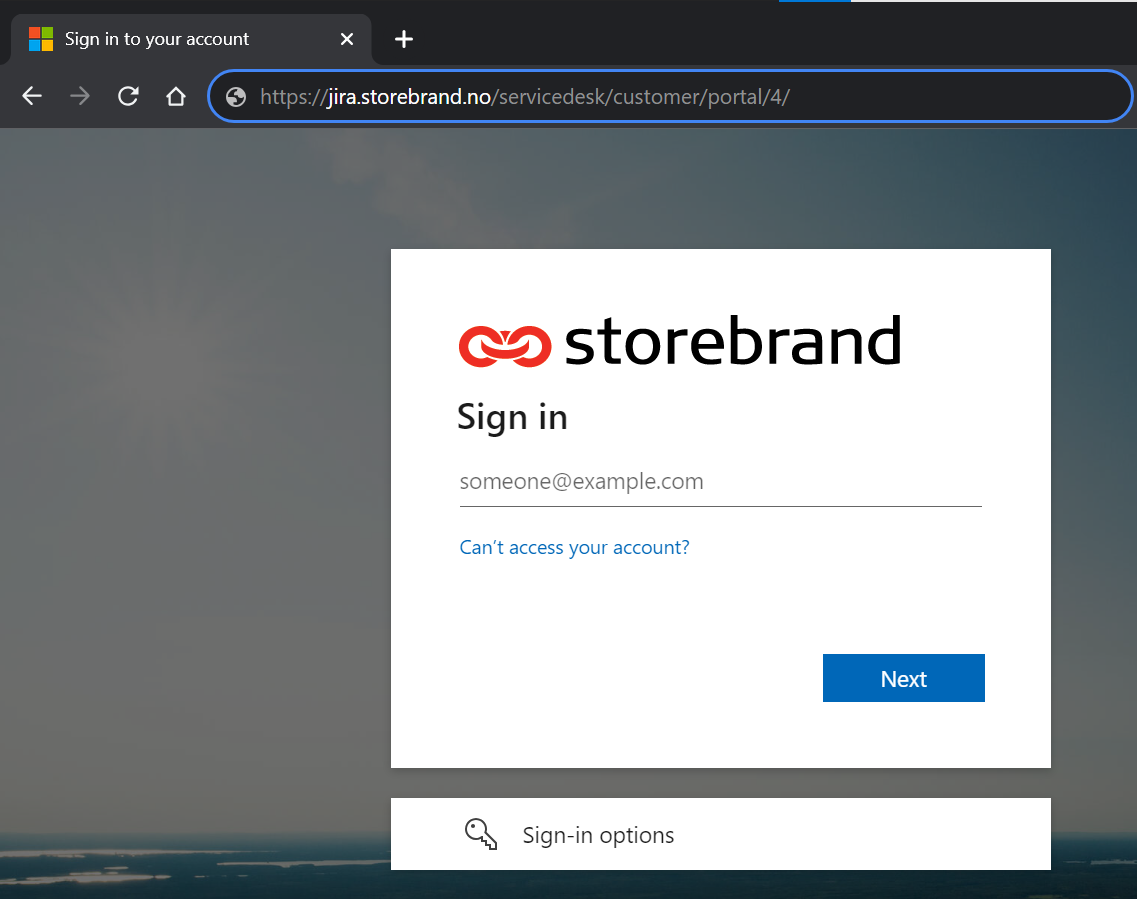 Sign in to your account
https://jira.storebrand.no/servicedesk/customer/portal/4/
storebrand
Sign in
someone@example.com
Can’t access your account?
Next
Sign-in options